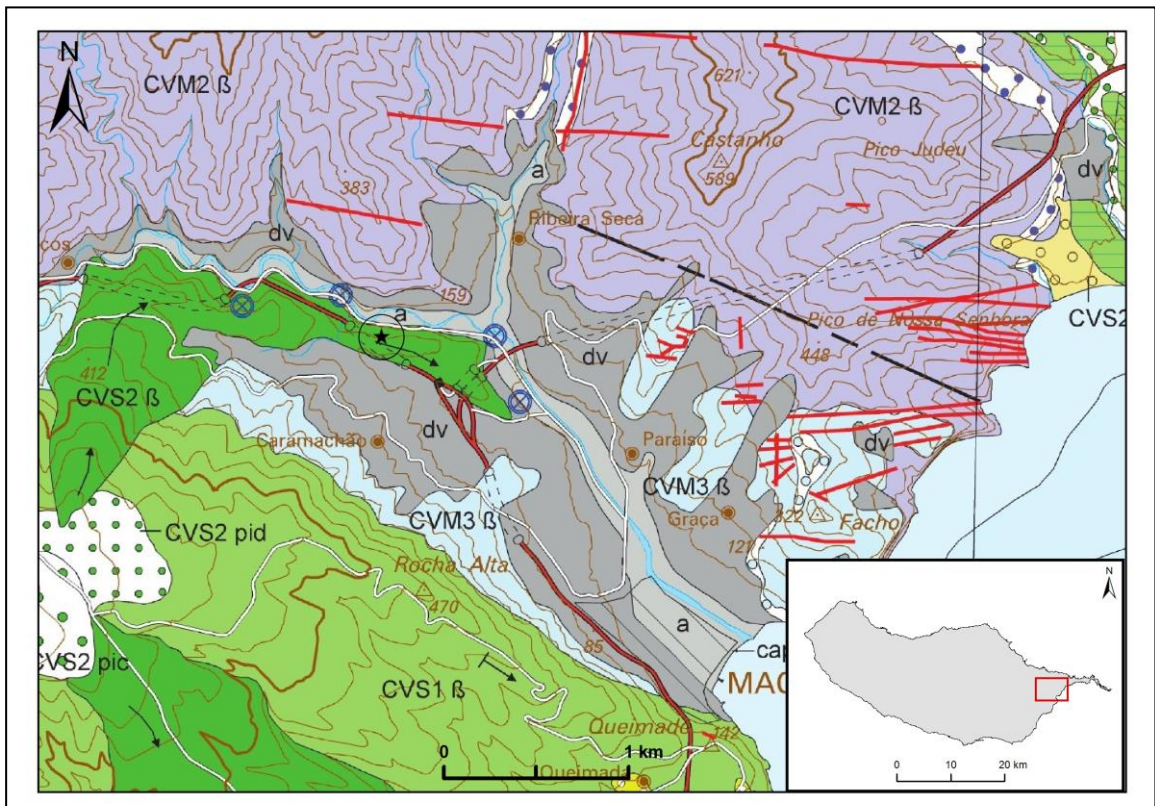 N
CVM2 ß
621
CVM2 ß
Castanho
589
Pico Judeu
a
dv
383
dv
Ribeira Seca
ços
159
a
Pico de Nossa Senhora
CVS2
448
412
CVS2 ß
dv
dv
Caramachão
dv
Paraíso
CVM3 ß
CVM3 ß
Graça
322
Facho
CVS2 pid
Rocha Alta
470
121
N
a
85
cap
CVS2 pic
MAC
CVS1 ß
Queimado
142
0
1 km
Queimada
0 10 20 km